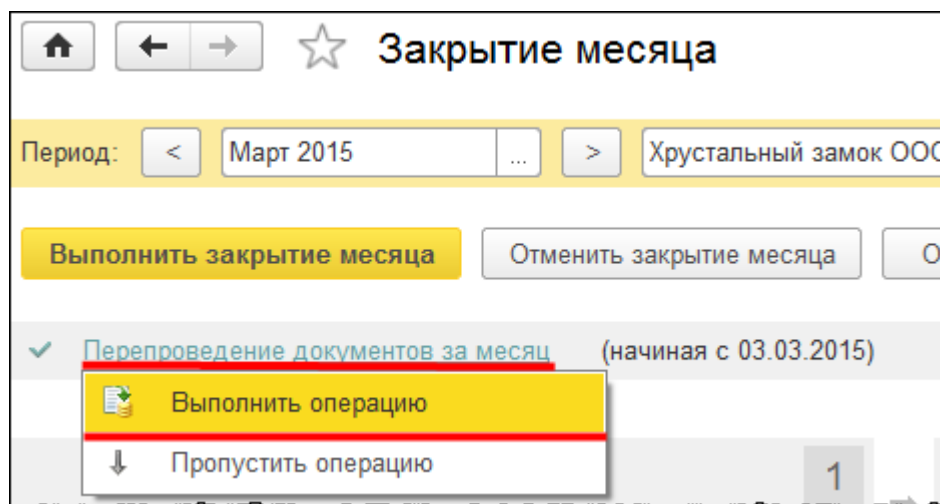 Закрытие месяца
Период: < Март 2015 ... > Хрустальный замок ООО
Выполнить закрытие месяца Отменить закрытие месяца О
Перепроведение документов за месяц (начиная с 03.03.2015)
Выполнить операцию
Пропустить операцию
1